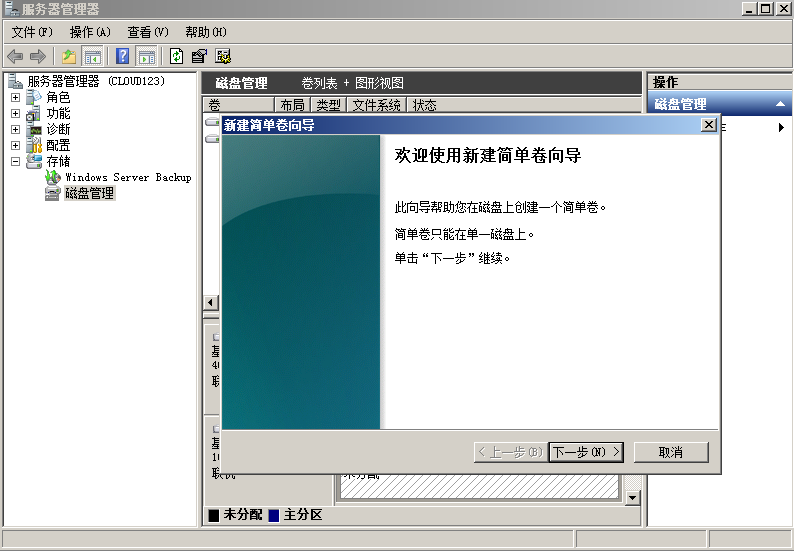 服务器管理器
文件(F) 操作(A) 查看(V) 帮助(H)
服务器管理器 (CLOUD123)
角色
功能
诊断
配置
存储
Windows Server Backup
磁盘管理
磁盘管理 卷列表 + 图形视图
卷 布局 类型 文件系统 状态
操作
磁盘管理
新建简单卷向导
欢迎使用新建简单卷向导
此向导帮助您在磁盘上创建一个简单卷。
简单卷只能在单一磁盘上。
单击“下一步”继续。
< 上一步(B) 下一步(N) > 取消
未分配 主分区